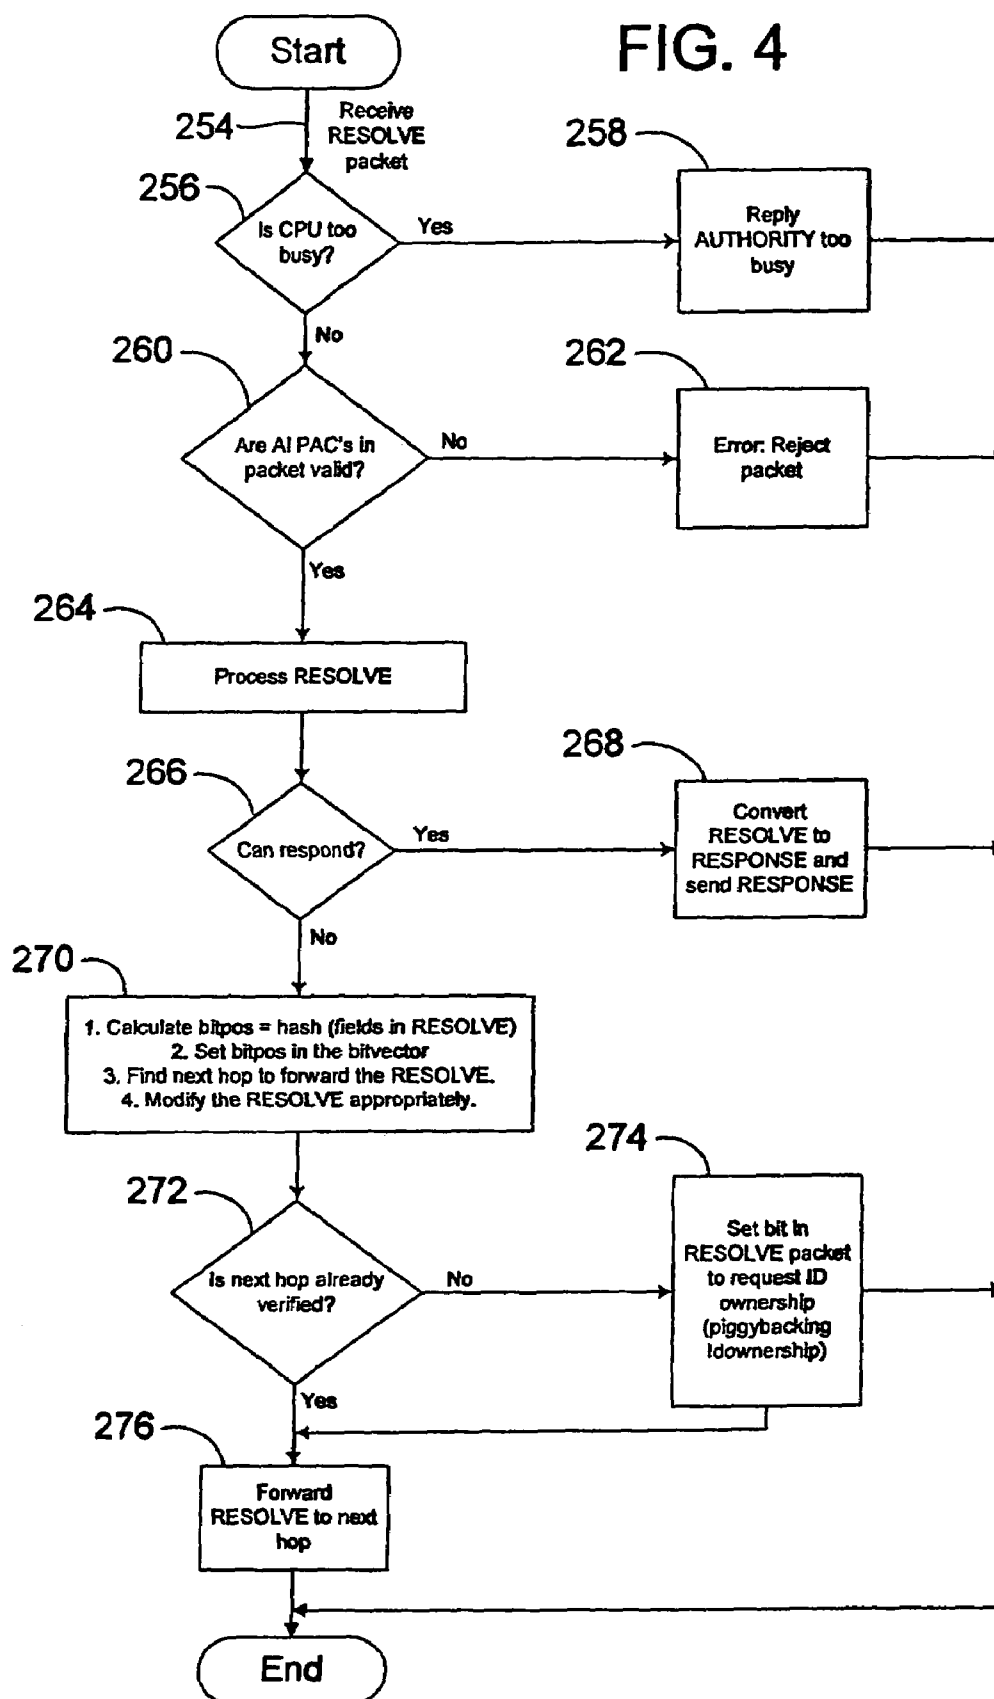 Start
FIG. 4
254
Receive
RESOLVE
packet
256
Is CPU too
busy?
Yes
258
Reply
AUTHORITY too
busy
No
260
Are AI PAC's in
packet valid?
No
262
Error: Reject
packet
Yes
264
Process RESOLVE
266
Can respond?
Yes
268
Convert
RESOLVE to
RESPONSE and
send RESPONSE
No
270
1. Calculate bitpos = hash (fields in RESOLVE)
2. Set bitpos in the bitvector
3. Find next hop to forward the RESOLVE.
4. Modify the RESOLVE appropriately.
272
Is next hop already
verified?
No
274
Set bit in
RESOLVE packet
to request ID
ownership
(piggybacking
Idownership)
Yes
276
Forward
RESOLVE to next
hop
End